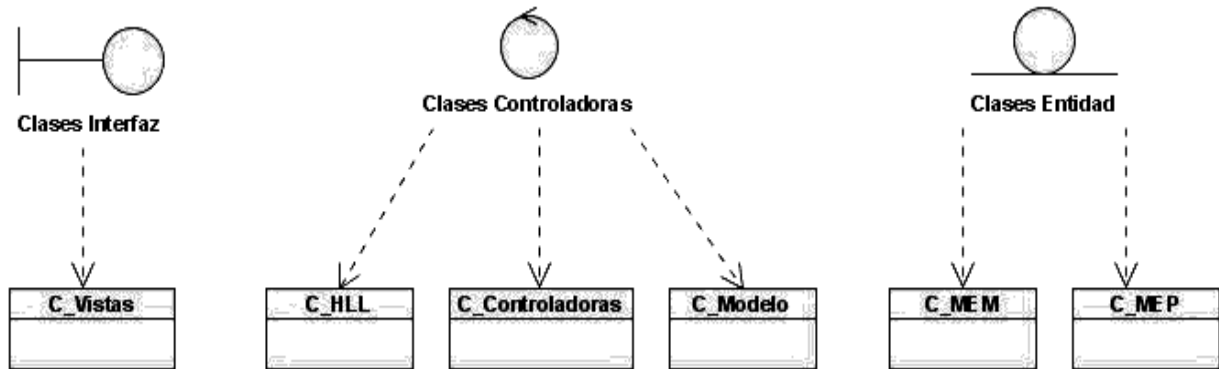 Clases Interfaz
Clases Controladoras
Clases Entidad
C_Vistas
C_HLL
C_Controladoras
C_Modelo
C_MEM
C_MEP